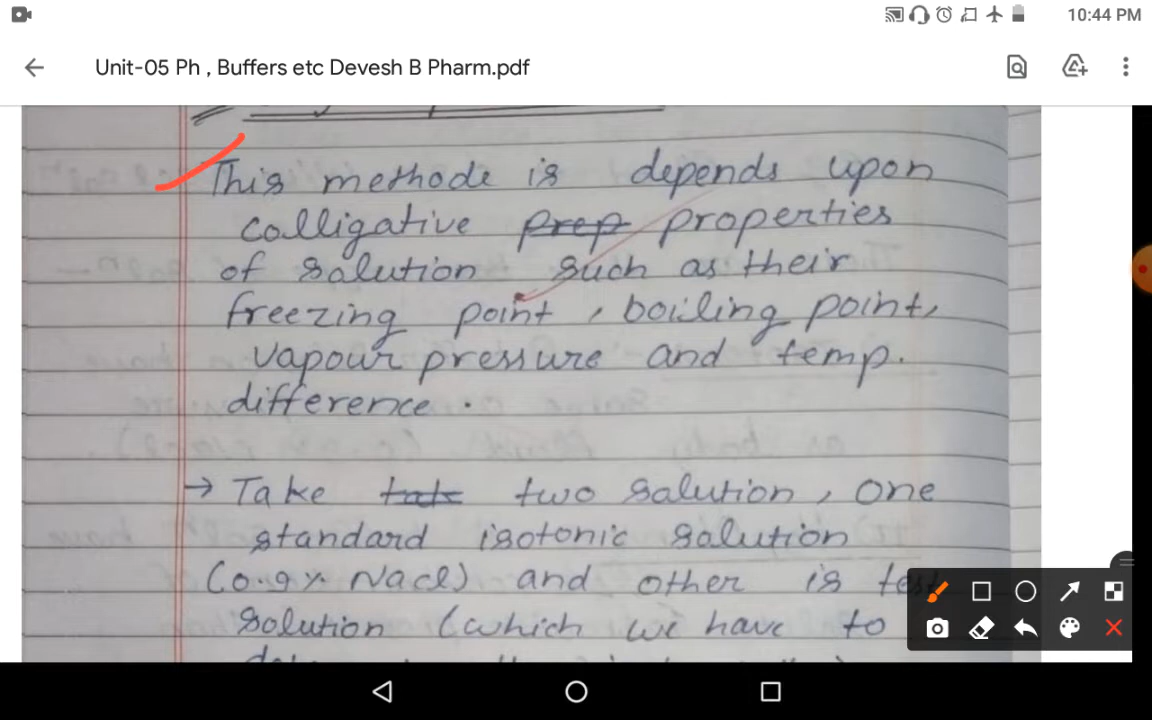 10:44 PM
Unit-05 Ph , Buffers etc Devesh B Pharm.pdf
This methode is depends upon
colligative prep properties
of solution such as their
freezing point , boiling point,
vapour pressure and temp.
difference .
→ Take tak two solution , one
standard isotonic solution
(0.9% Nacl) and other is test
solution (which we have to